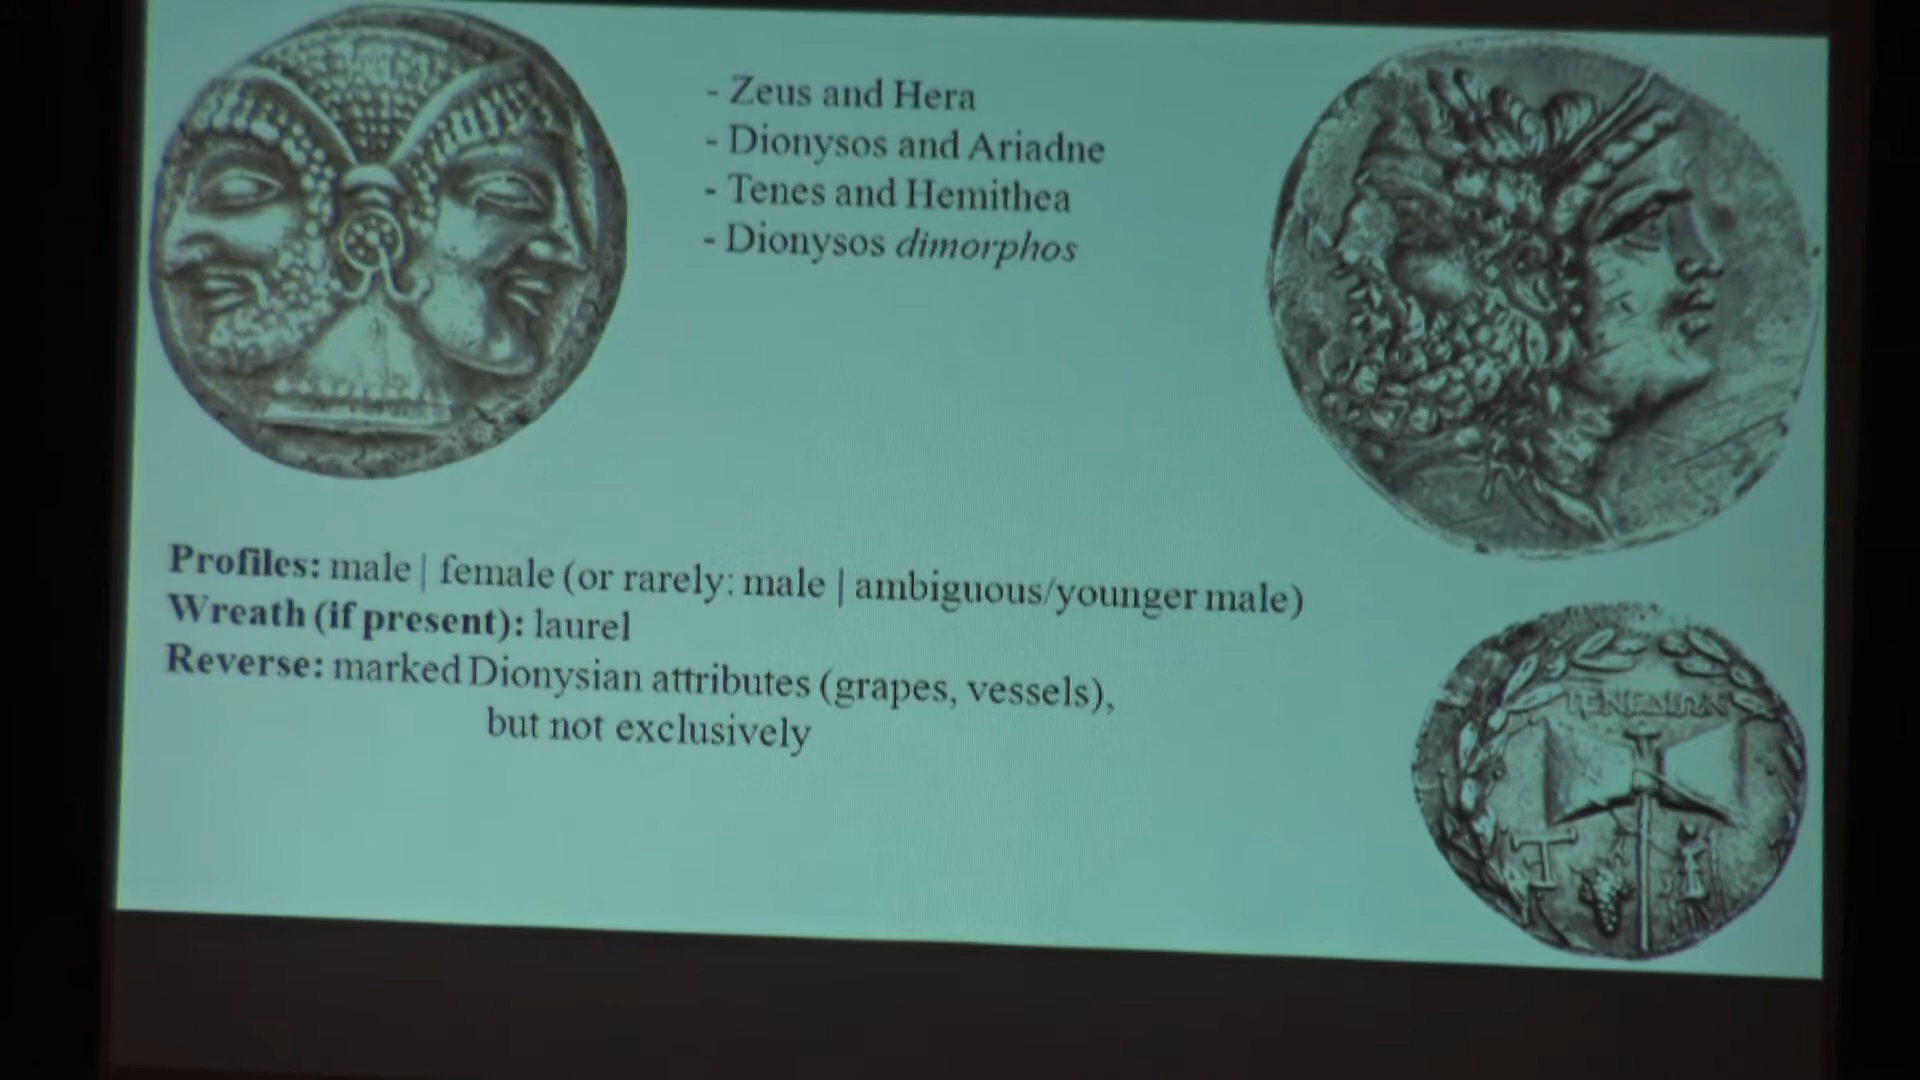 - Zeus and Hera
- Dionysos and Ariadne
- Tenes and Hemithea
- Dionysos dimorphos
Profiles: male | female (or rarely: male | ambiguous/younger male)
Wreath (if present): laurel
Reverse: marked Dionysian attributes (grapes, vessels),
but not exclusively